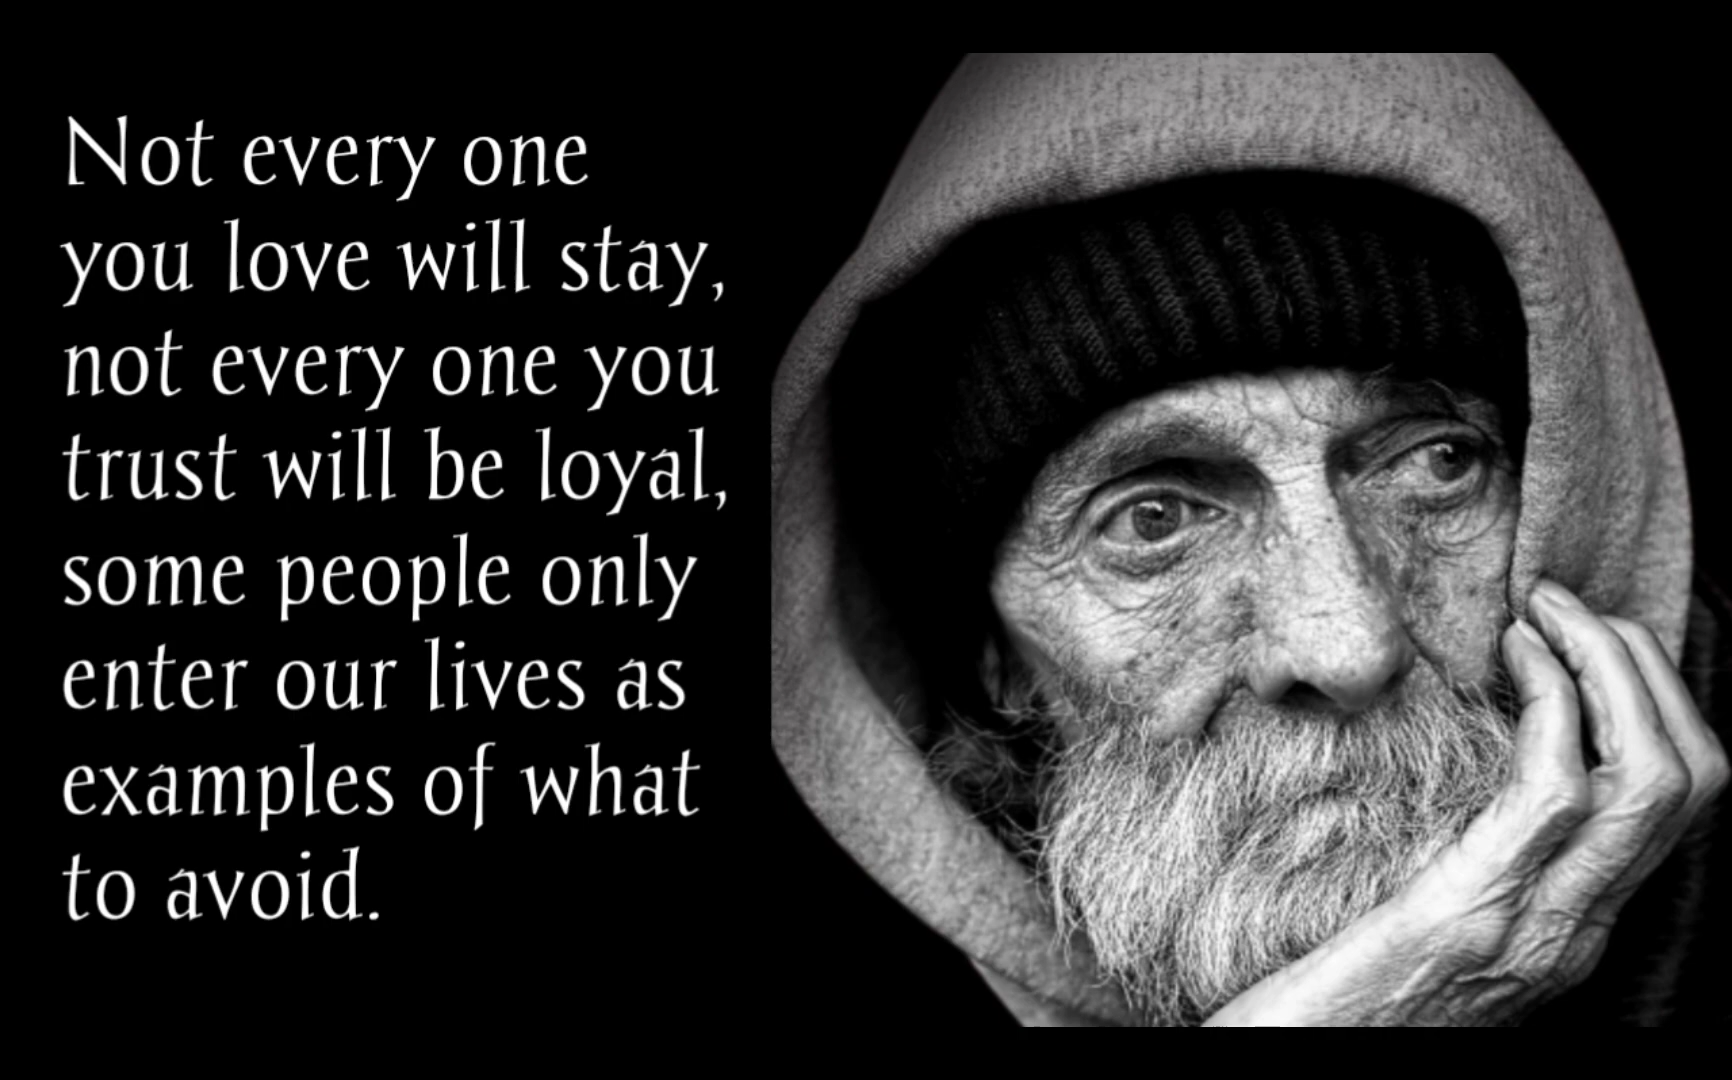 Not every one
you love will stay,
not every one you
trust will be loyal,
some people only
enter our lives as
examples of what
to avoid.